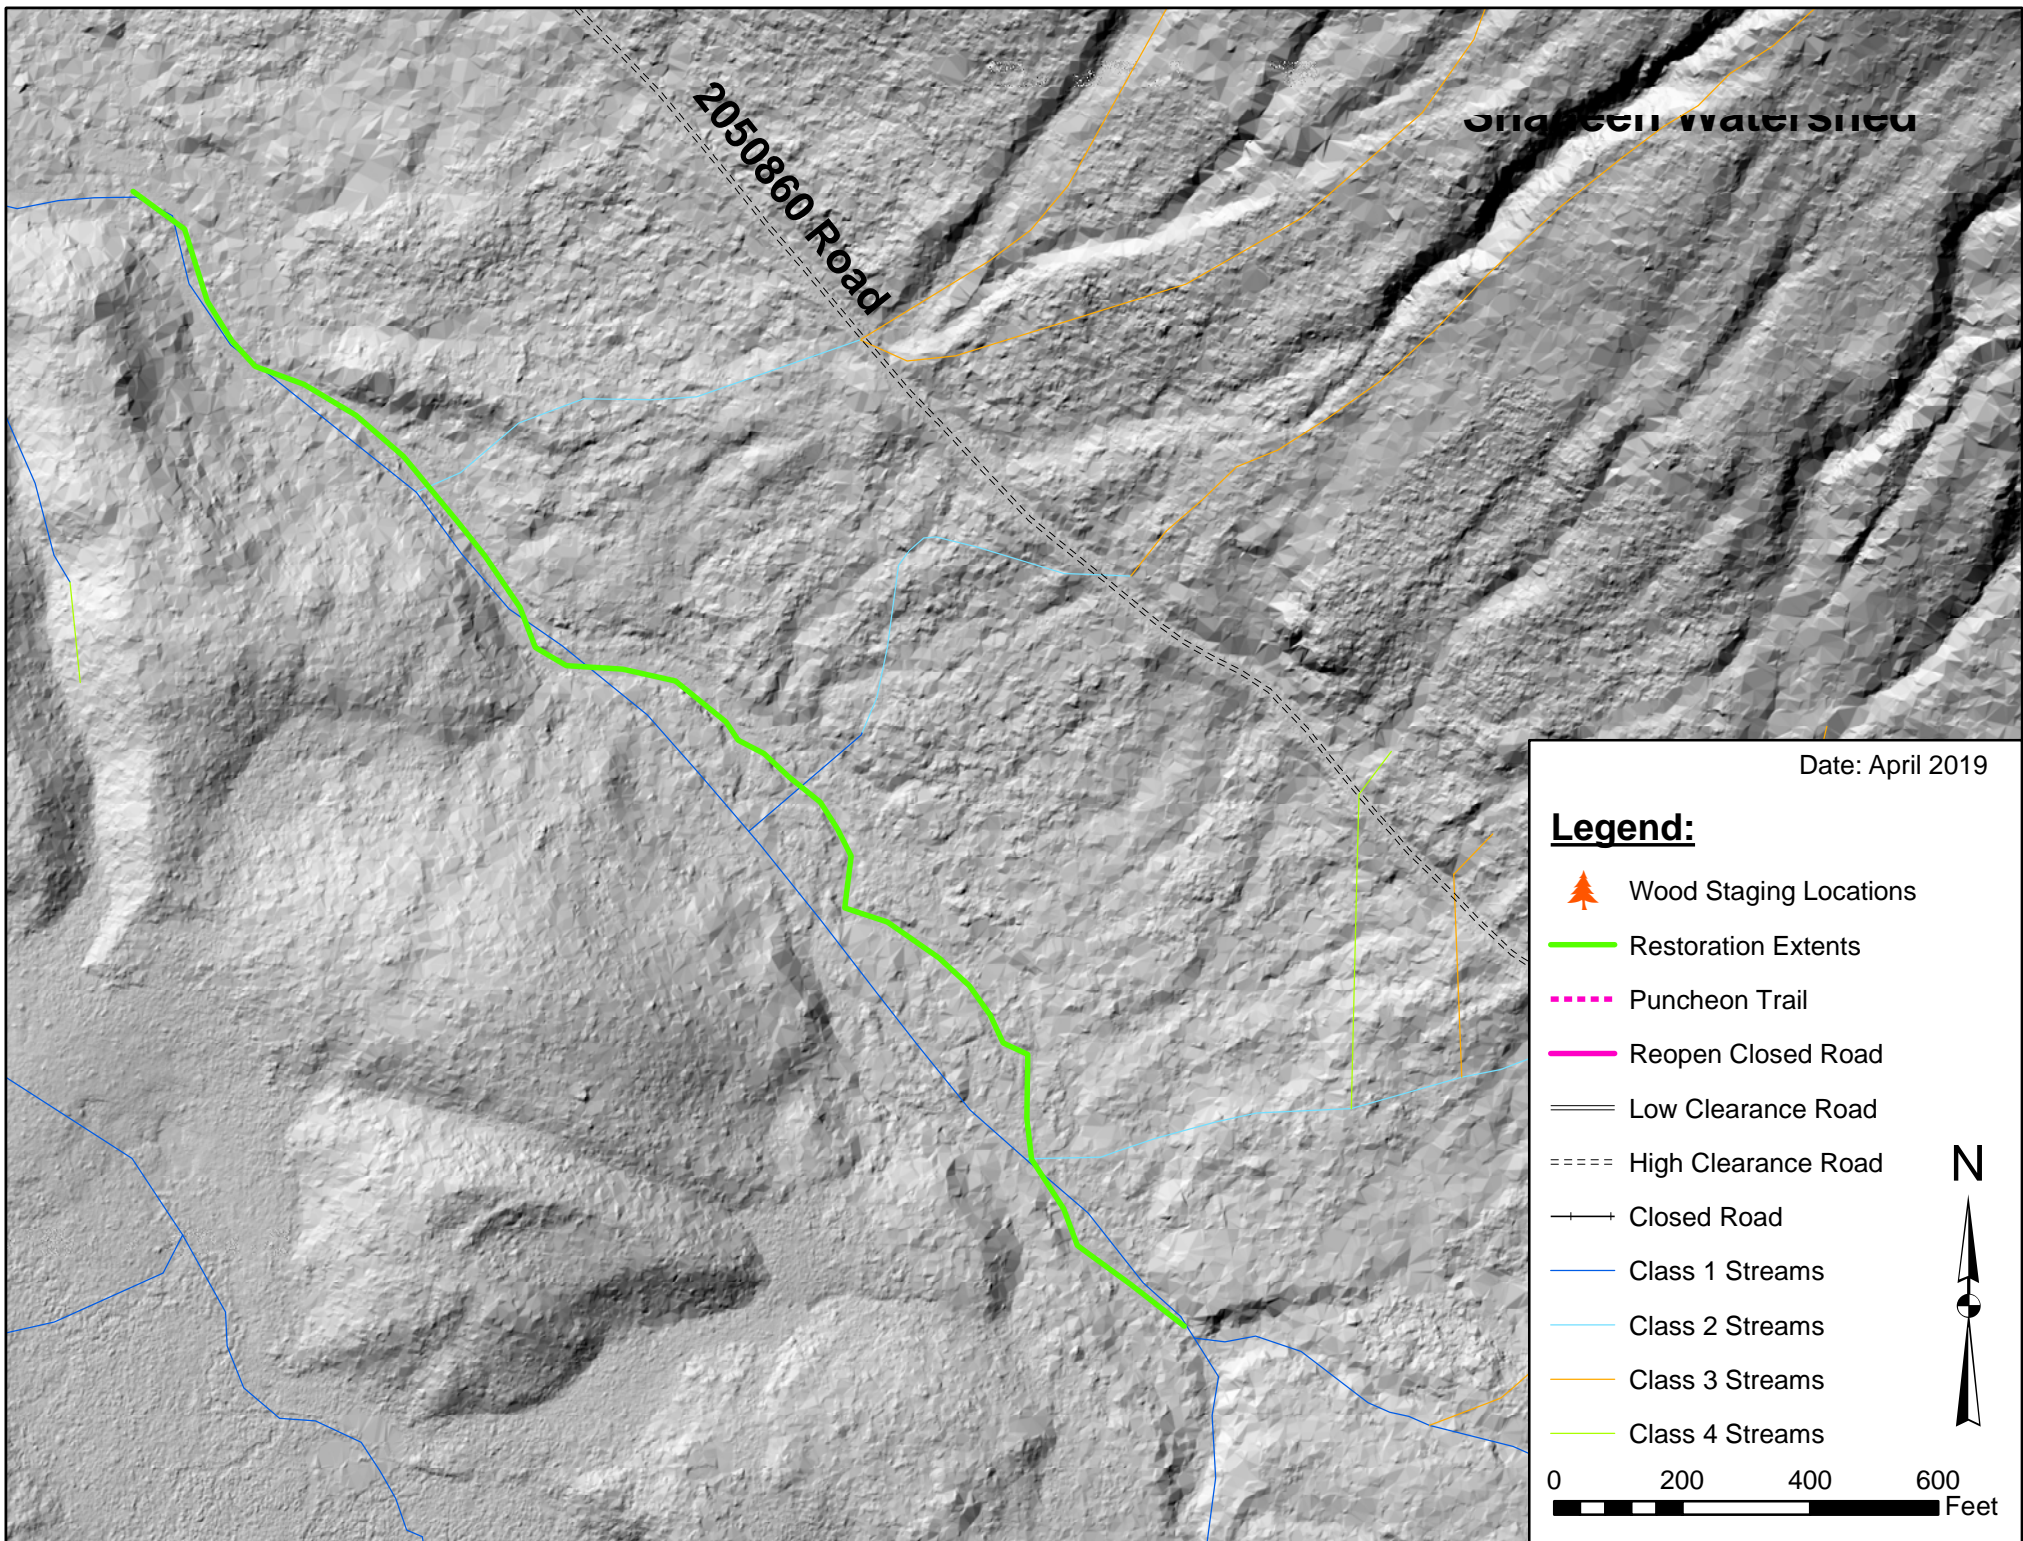 2050860 Road
Watershed
Date: April 2019
Legend:
Wood Staging Locations
Restoration Extents
Puncheon Trail
Reopen Closed Road
Low Clearance Road
High Clearance Road
Closed Road
Class 1 Streams
Class 2 Streams
Class 3 Streams
Class 4 Streams
N
0 200 400 600
Feet